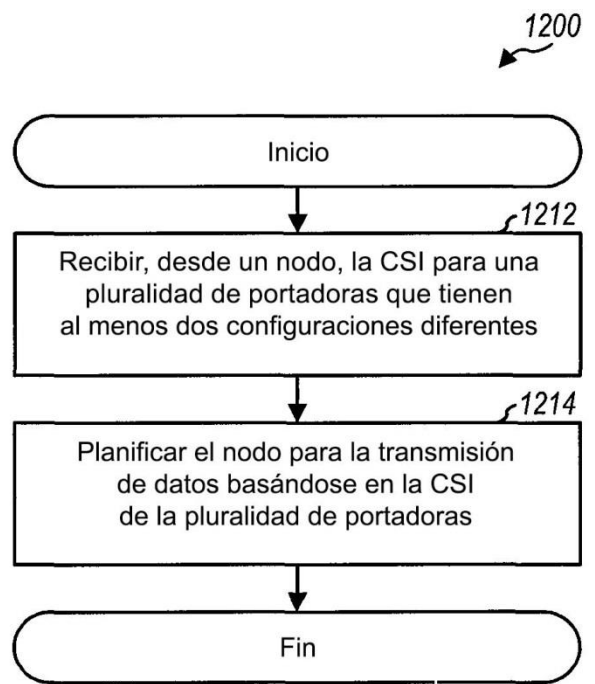 1200
Inicio
1212
Recibir, desde un nodo, la CSI para una
pluralidad de portadoras que tienen
al menos dos configuraciones diferentes
1214
Planificar el nodo para la transmisión
de datos basándose en la CSI
de la pluralidad de portadoras
Fin